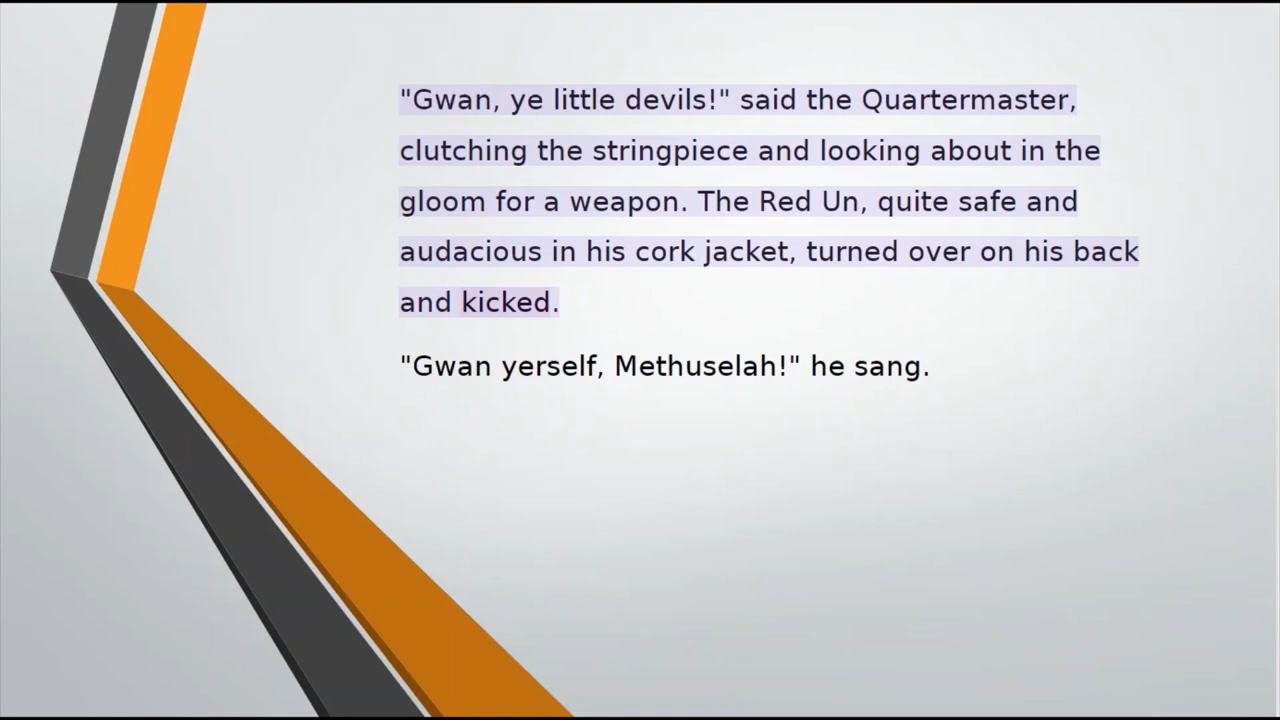 "Gwan, ye little devils!" said the Quartermaster,
clutching the stringpiece and looking about in the
gloom for a weapon. The Red Un, quite safe and
audacious in his cork jacket, turned over on his back
and kicked.
"Gwan yerself, Methuselah!" he sang.